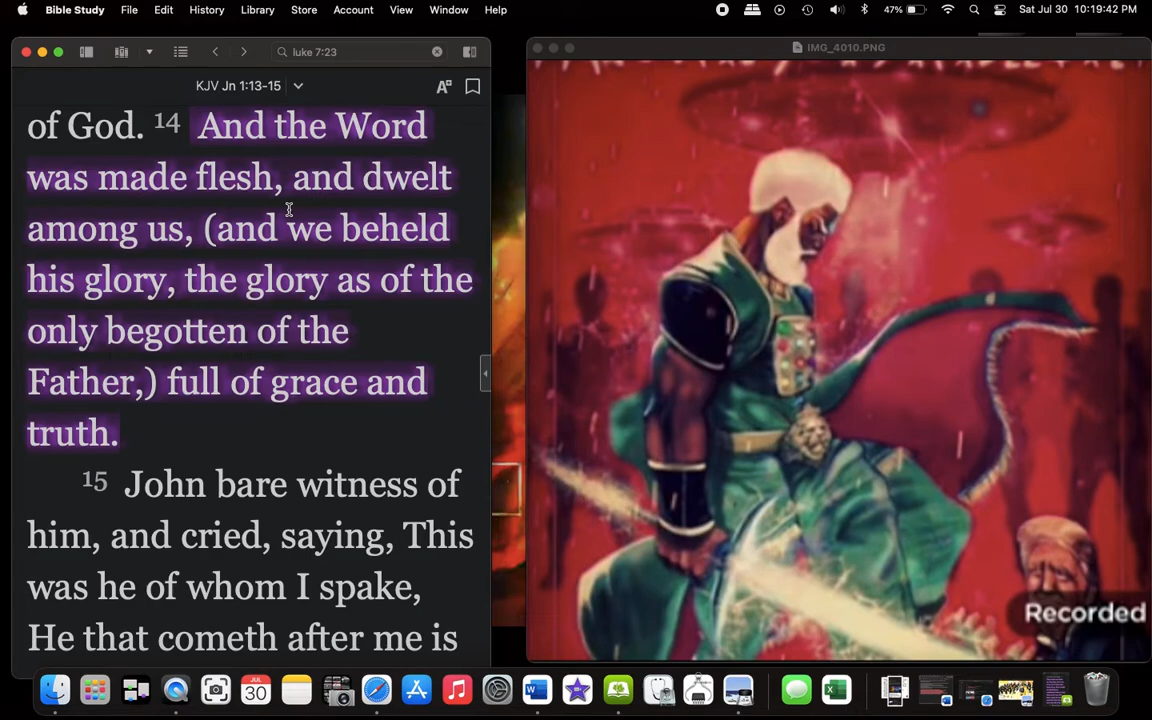 Bible Study File Edit History Library Store Account View Window Help 47% Sat Jul 30 10:19:42 PM
luke 7:23
IMG_4010.PNG
KJV Jn 1:13-15
of God. 14 And the Word
was made flesh, and dwelt
among us, (and we beheld
his glory, the glory as of the
only begotten of the
Father,) full of grace and
truth.
15 John bare witness of
him, and cried, saying, This
was he of whom I spake,
He that cometh after me is
Recorded
JUL
30